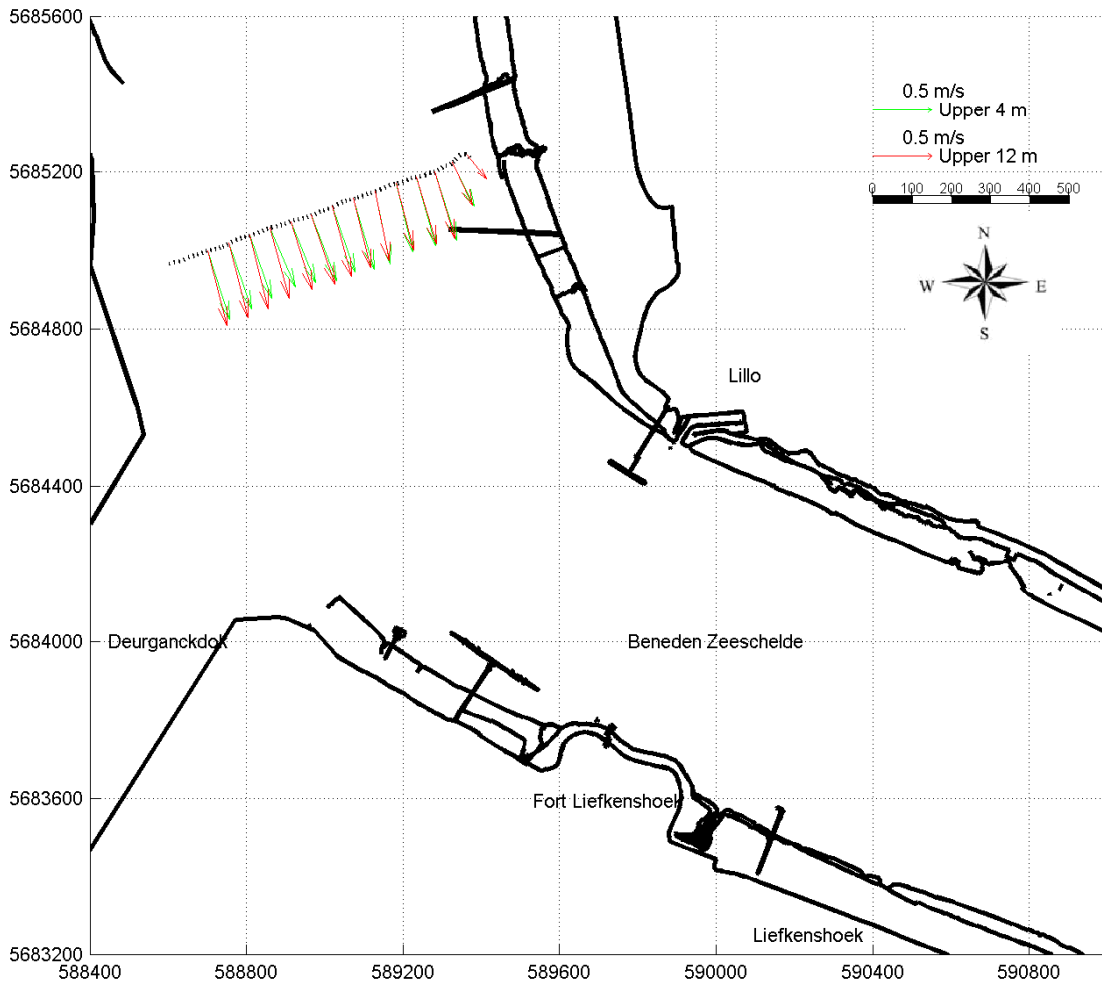 5685600
0.5 m/s
Upper 4 m
0.5 m/s
Upper 12 m
5685200
0 100 200 300 400 500
N
W E
S
5684800
Lillo
5684400
5684000
Deurganckdok
Beneden Zeeschelde
5683600
Fort Liefkenshoek
Liefkenshoek
5683200
588400 588800 589200 589600 590000 590400 590800